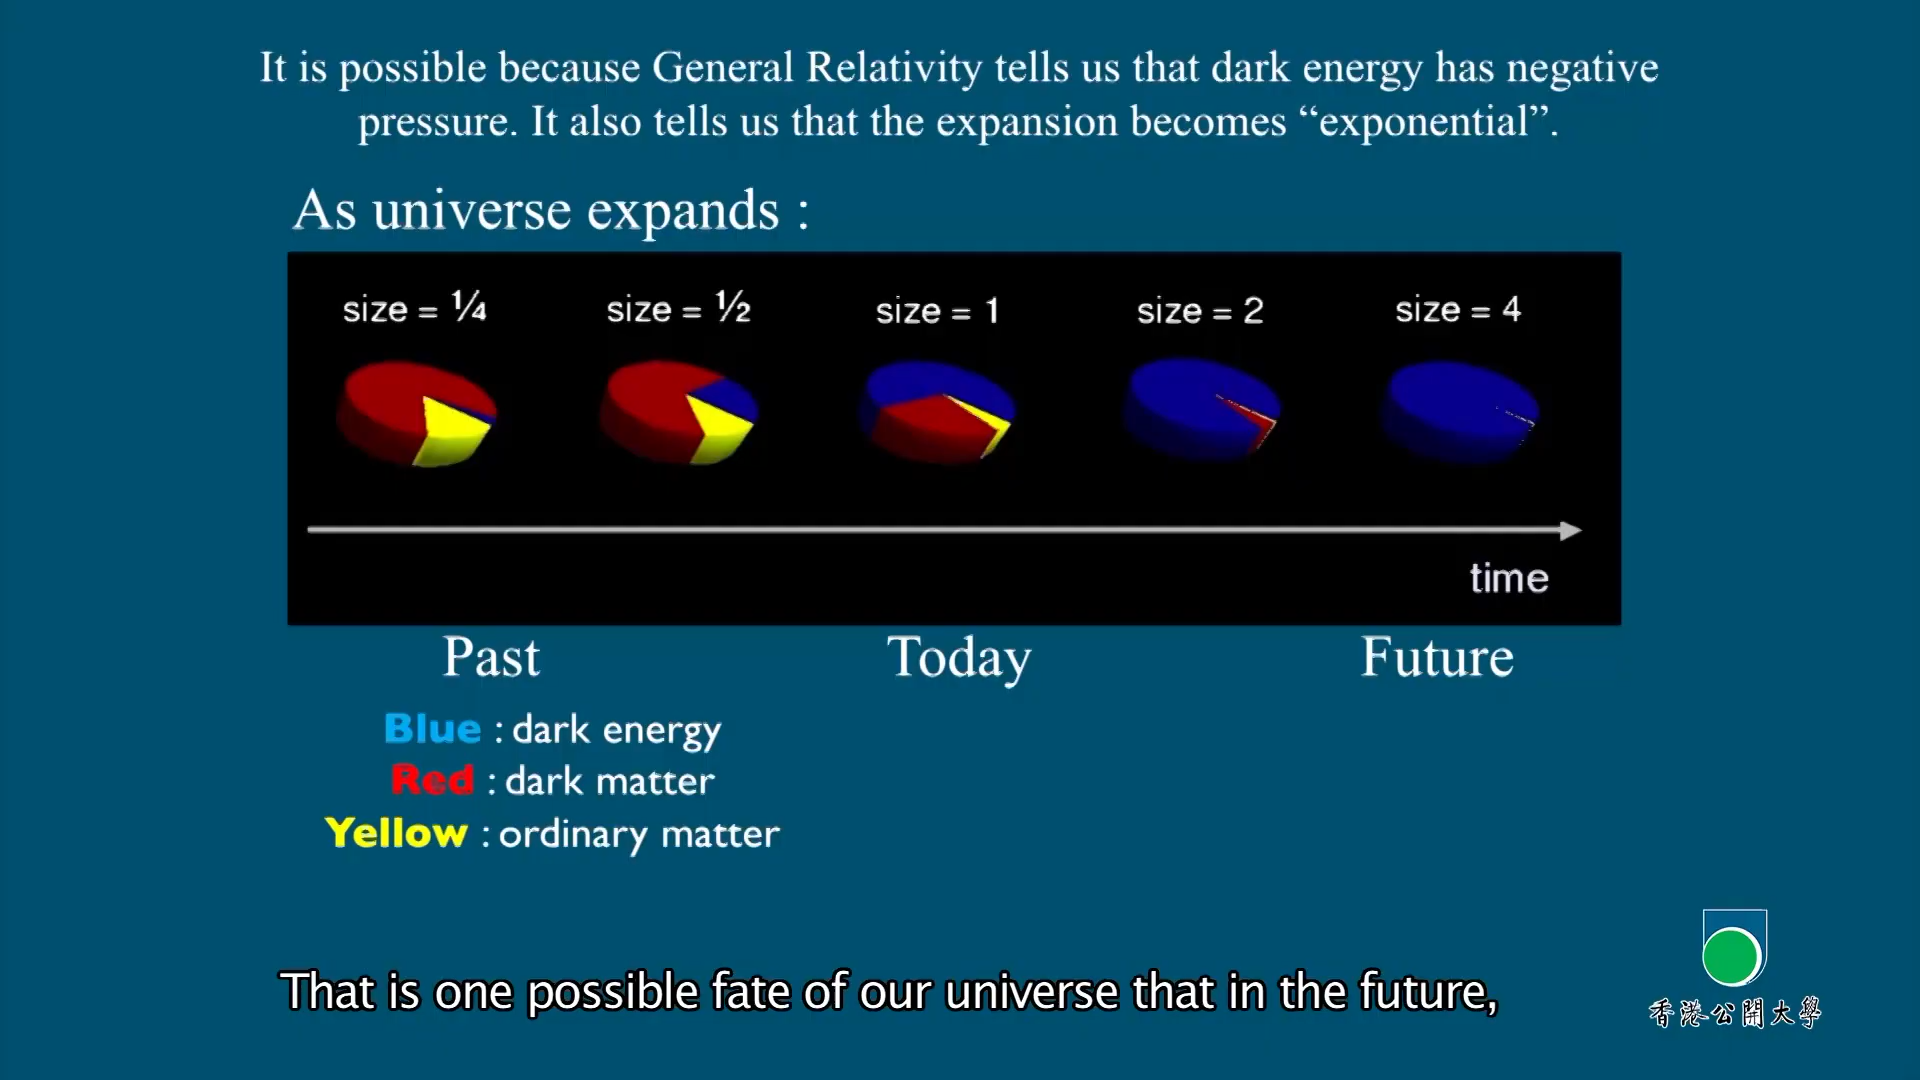 It is possible because General Relativity tells us that dark energy has negative
pressure. It also tells us that the expansion becomes “exponential”.
As universe expands :
size = ¼ size = ½ size = 1 size = 2 size = 4
time
Past Today Future
Blue : dark energy
Red : dark matter
Yellow : ordinary matter
That is one possible fate of our universe that in the future,
香港公開大學